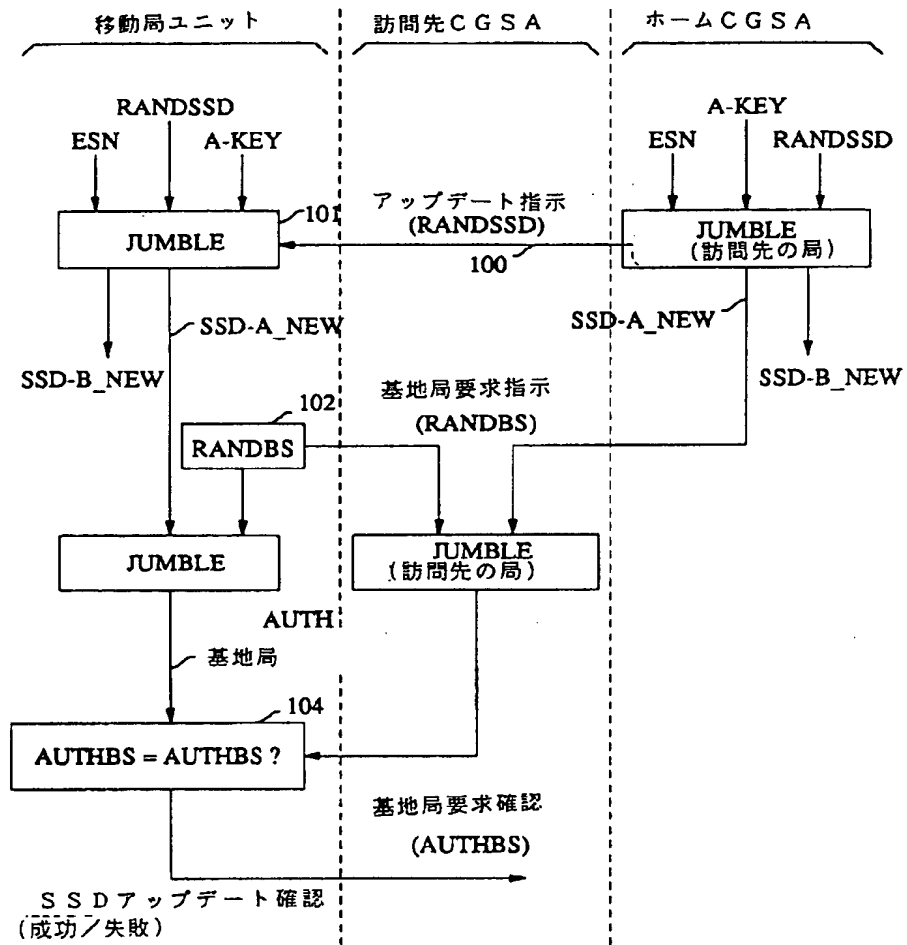 移動局ユニット
訪問先CGSA
ホームCGSA
RANDSSD
ESN
A-KEY
A-KEY
ESN
RANDSSD
101
JUMBLE
アップデート指示
(RANDSSD)
100
JUMBLE
(訪問先の局)
SSD-A_NEW
SSD-B_NEW
SSD-A_NEW
SSD-B_NEW
基地局要求指示
(RANDBS)
102
RANDBS
JUMBLE
JUMBLE
(訪問先の局)
AUTH
基地局
104
AUTHBS = AUTHBS ?
基地局要求確認
(AUTHBS)
SSDアップデート確認
(成功/失敗)